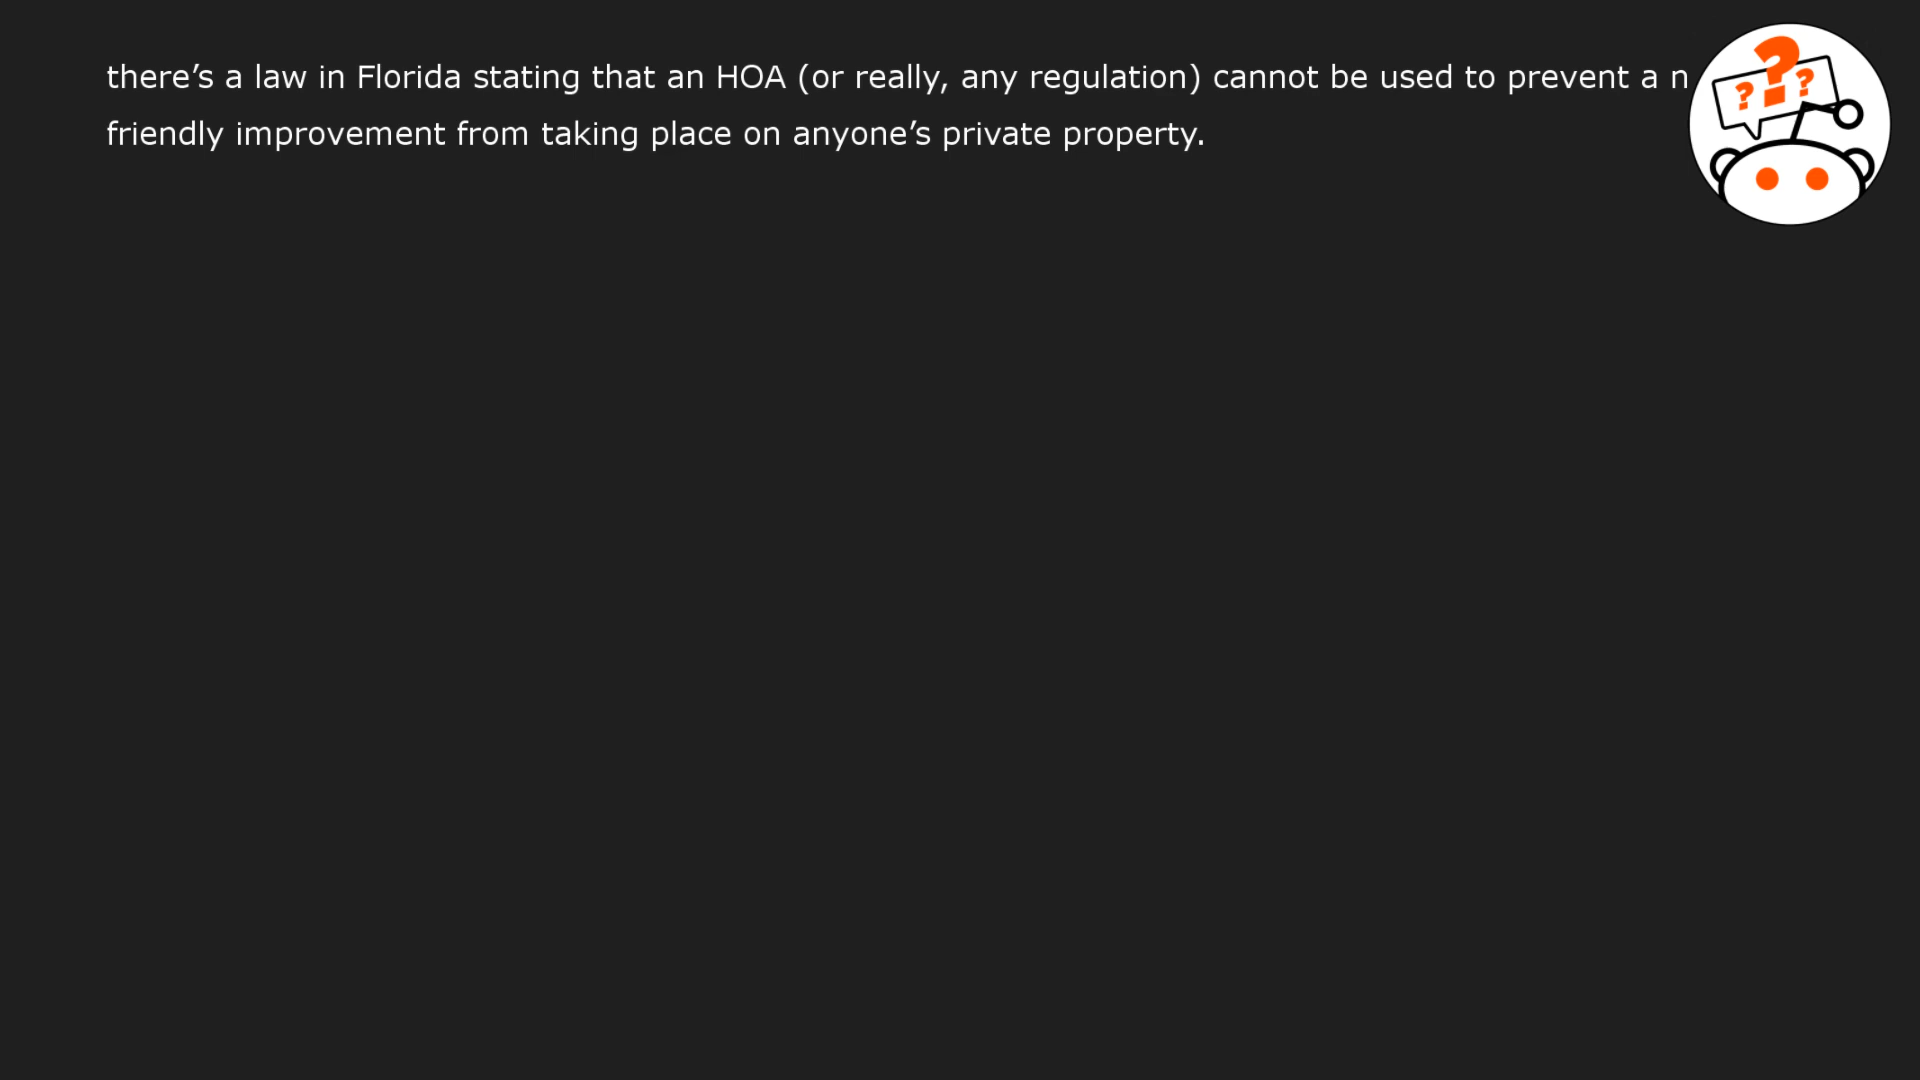 there’s a law in Florida stating that an HOA (or really, any regulation) cannot be used to prevent a n
friendly improvement from taking place on anyone’s private property.
? ? ?